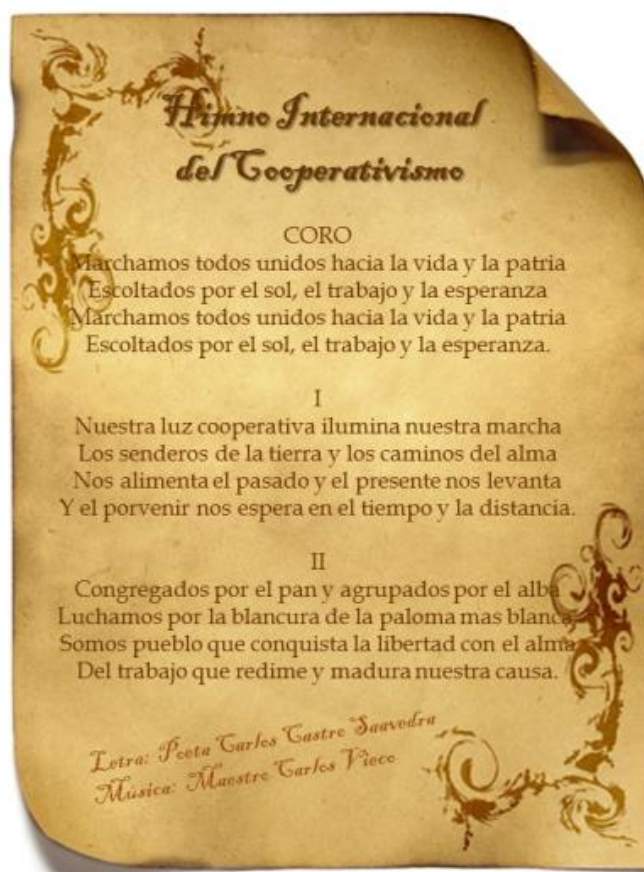 Himno Internacional
del Cooperativismo
CORO
Marchamos todos unidos hacia la vida y la patria
Escoltados por el sol, el trabajo y la esperanza
Marchamos todos unidos hacia la vida y la patria
Escoltados por el sol, el trabajo y la esperanza.
I
Nuestra luz cooperativa ilumina nuestra marcha
Los senderos de la tierra y los caminos del alma
Nos alimenta el pasado y el presente nos levanta
Y el porvenir nos espera en el tiempo y la distancia.
II
Congregados por el pan y agrupados por el alba
Luchamos por la blancura de la paloma mas blanca,
Somos pueblo que conquista la libertad con el alma
Del trabajo que redime y madura nuestra causa.
Letra: Poeta Carlos Castro Saavedra
Música: Maestro Carlos Vieco